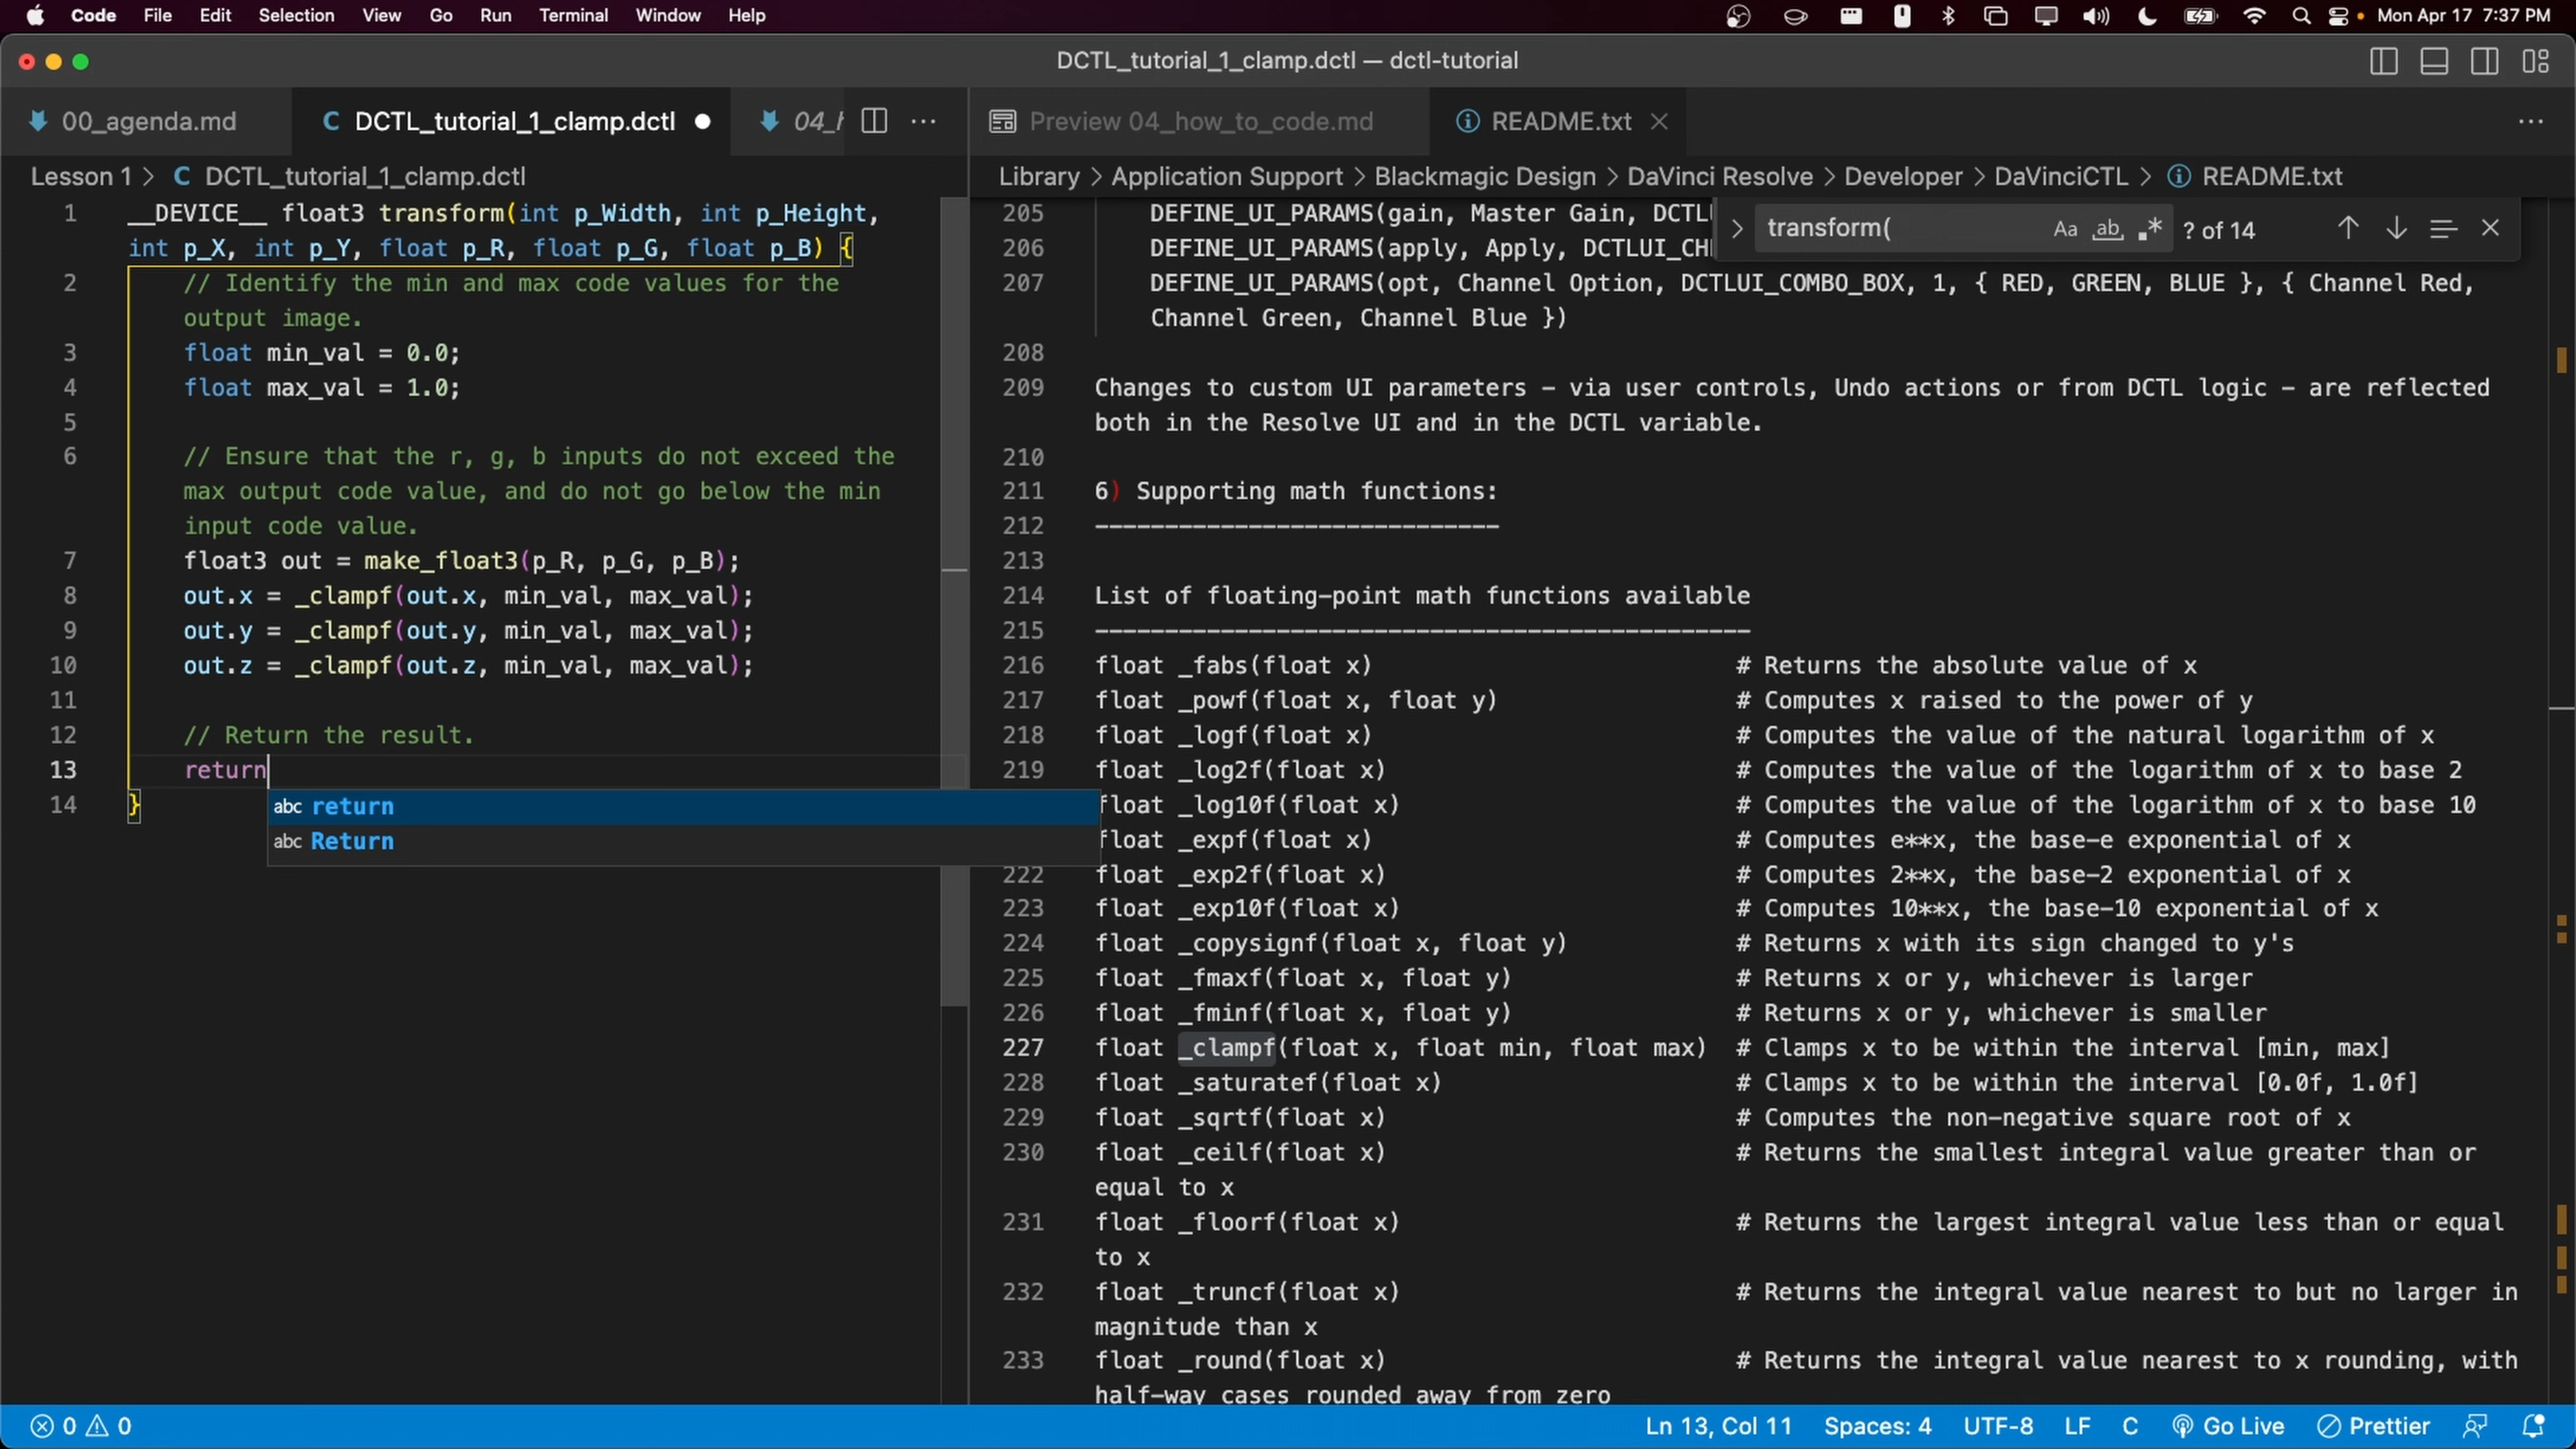 Code File Edit Selection View Go Run Terminal Window Help Mon Apr 17 7:37 PM
DCTL_tutorial_1_clamp.dctl — dctl-tutorial
00_agenda.md C DCTL_tutorial_1_clamp.dctl 04_h ··· Preview 04_how_to_code.md README.txt ···
Lesson 1 > C DCTL_tutorial_1_clamp.dctl
1 __DEVICE__ float3 transform(int p_Width, int p_Height,
int p_X, int p_Y, float p_R, float p_G, float p_B) {
2 // Identify the min and max code values for the
output image.
3 float min_val = 0.0;
4 float max_val = 1.0;
5
6 // Ensure that the r, g, b inputs do not exceed the
max output code value, and do not go below the min
input code value.
7 float3 out = make_float3(p_R, p_G, p_B);
8 out.x = _clampf(out.x, min_val, max_val);
9 out.y = _clampf(out.y, min_val, max_val);
10 out.z = _clampf(out.z, min_val, max_val);
11
12 // Return the result.
13 return
14 }
abc return
abc Return
Library > Application Support > Blackmagic Design > DaVinci Resolve > Developer > DaVinciCTL > README.txt
transform( Aa ab .* ? of 14
205 DEFINE_UI_PARAMS(gain, Master Gain, DCTLU
206 DEFINE_UI_PARAMS(apply, Apply, DCTLUI_CH
207 DEFINE_UI_PARAMS(opt, Channel Option, DCTLUI_COMBO_BOX, 1, { RED, GREEN, BLUE }, { Channel Red,
Channel Green, Channel Blue })
208
209 Changes to custom UI parameters - via user controls, Undo actions or from DCTL logic - are reflected
both in the Resolve UI and in the DCTL variable.
210
211 6) Supporting math functions:
212 -----------------------------
213
214 List of floating-point math functions available
215 -----------------------------------------------
216 float _fabs(float x) # Returns the absolute value of x
217 float _powf(float x, float y) # Computes x raised to the power of y
218 float _logf(float x) # Computes the value of the natural logarithm of x
219 float _log2f(float x) # Computes the value of the logarithm of x to base 2
float _log10f(float x) # Computes the value of the logarithm of x to base 10
float _expf(float x) # Computes e**x, the base-e exponential of x
222 float _exp2f(float x) # Computes 2**x, the base-2 exponential of x
223 float _exp10f(float x) # Computes 10**x, the base-10 exponential of x
224 float _copysignf(float x, float y) # Returns x with its sign changed to y's
225 float _fmaxf(float x, float y) # Returns x or y, whichever is larger
226 float _fminf(float x, float y) # Returns x or y, whichever is smaller
227 float _clampf(float x, float min, float max) # Clamps x to be within the interval [min, max]
228 float _saturatef(float x) # Clamps x to be within the interval [0.0f, 1.0f]
229 float _sqrtf(float x) # Computes the non-negative square root of x
230 float _ceilf(float x) # Returns the smallest integral value greater than or
equal to x
231 float _floorf(float x) # Returns the largest integral value less than or equal
to x
232 float _truncf(float x) # Returns the integral value nearest to but no larger in
magnitude than x
233 float _round(float x) # Returns the integral value nearest to x rounding, with
half-way cases rounded away from zero
0 0 Ln 13, Col 11 Spaces: 4 UTF-8 LF C Go Live Prettier